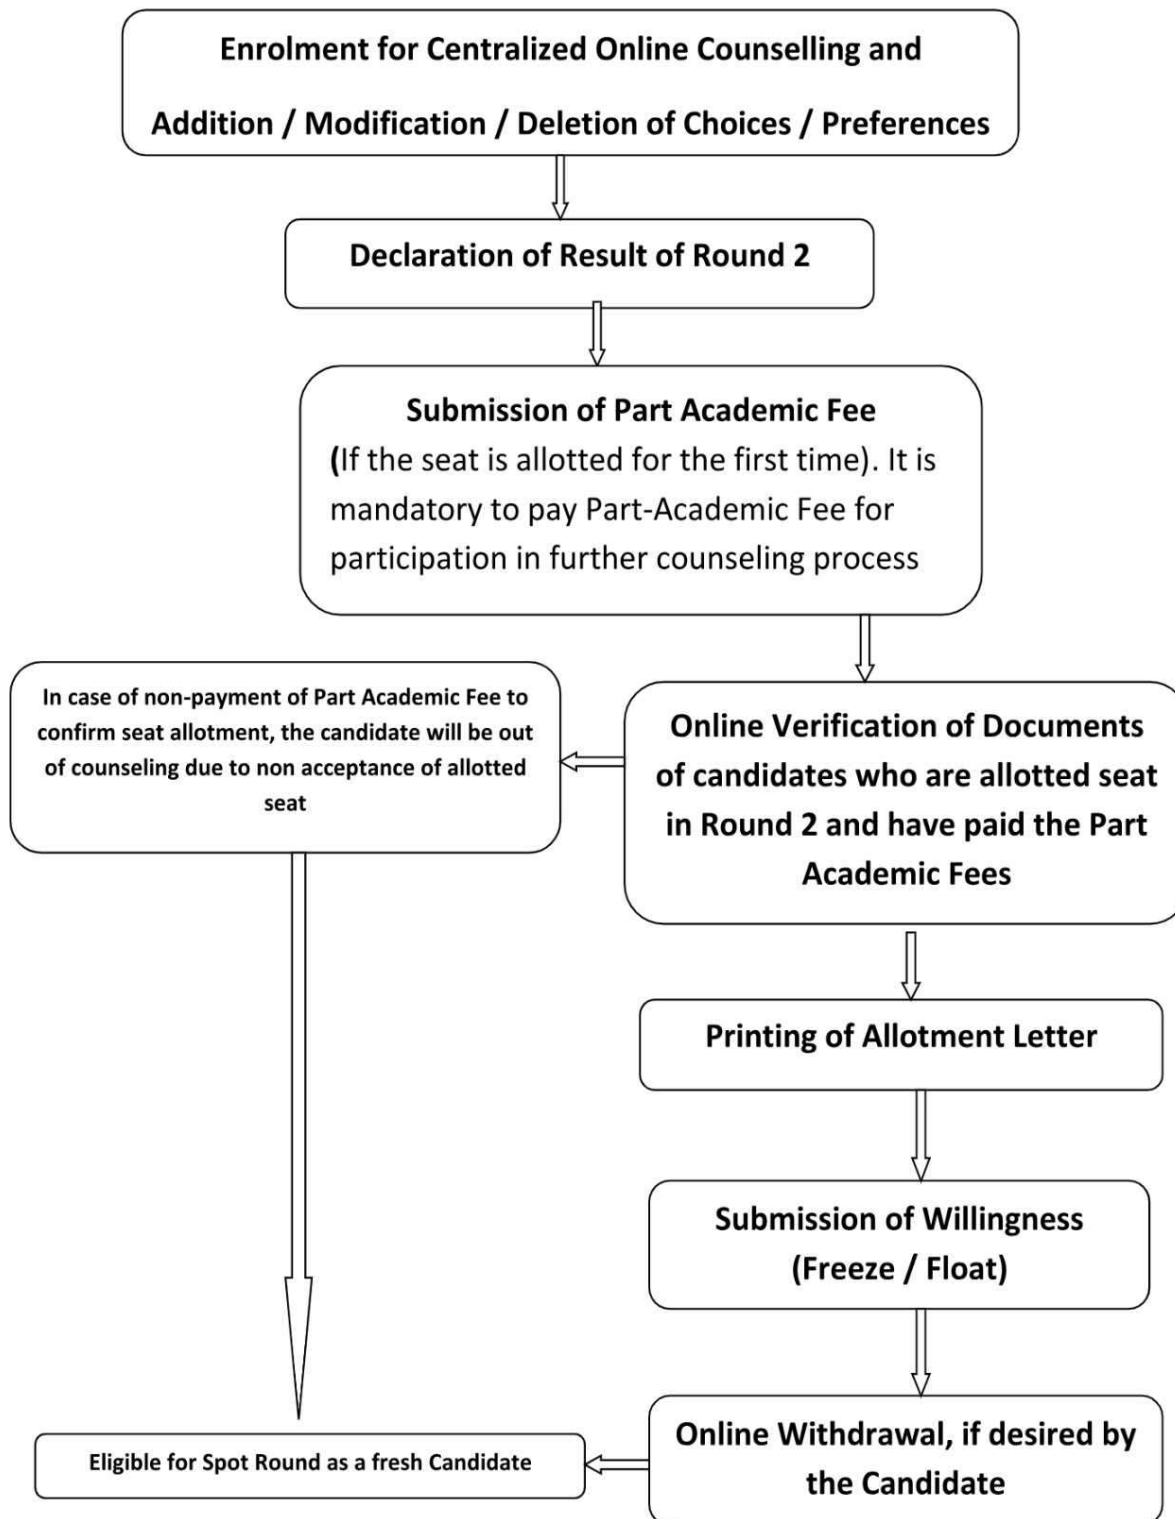 Enrolment for Centralized Online Counselling and
Addition / Modification / Deletion of Choices / Preferences
Declaration of Result of Round 2
Submission of Part Academic Fee
(If the seat is allotted for the first time). It is
mandatory to pay Part-Academic Fee for
participation in further counseling process
In case of non-payment of Part Academic Fee to
confirm seat allotment, the candidate will be out
of counseling due to non acceptance of allotted
seat
Online Verification of Documents
of candidates who are allotted seat
in Round 2 and have paid the Part
Academic Fees
Printing of Allotment Letter
Submission of Willingness
(Freeze / Float)
Online Withdrawal, if desired by
the Candidate
Eligible for Spot Round as a fresh Candidate